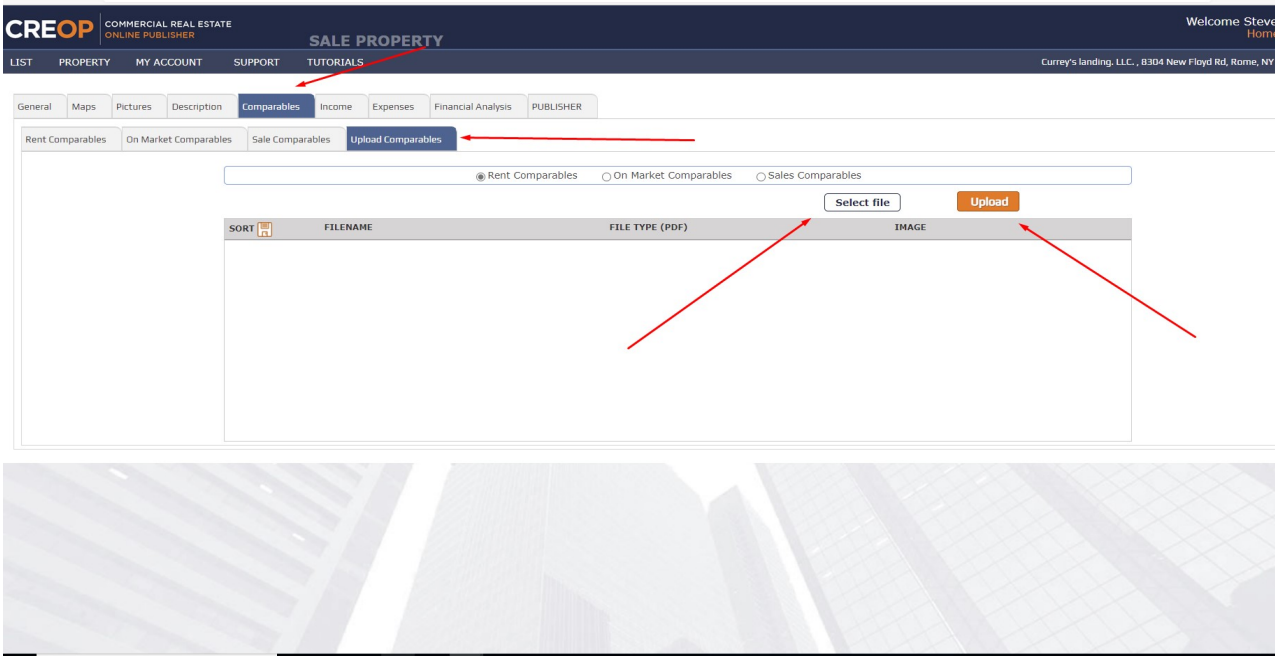 CREOP COMMERCIAL REAL ESTATE
ONLINE PUBLISHER
SALE PROPERTY
Welcome Steve
Home
LIST PROPERTY MY ACCOUNT SUPPORT TUTORIALS
Currey's landing. LLC. , 8304 New Floyd Rd, Rome, NY
General Maps Pictures Description Comparables Income Expenses Financial Analysis PUBLISHER
Rent Comparables On Market Comparables Sale Comparables Upload Comparables
Rent Comparables On Market Comparables Sales Comparables
Select file Upload
SORT FILENAME FILE TYPE (PDF) IMAGE